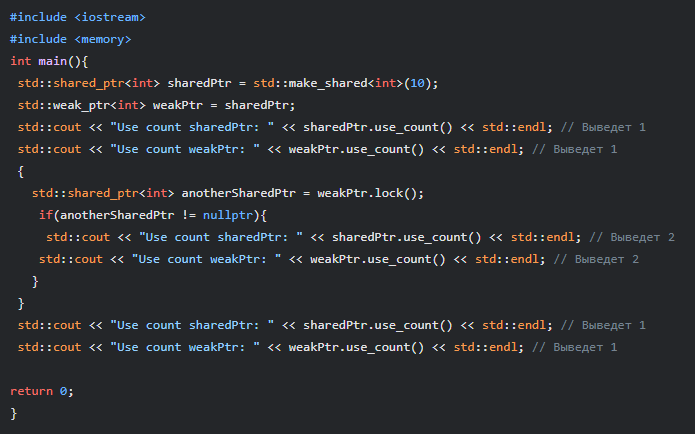 #include <iostream>
#include <memory>
int main(){
 std::shared_ptr<int> sharedPtr = std::make_shared<int>(10);
 std::weak_ptr<int> weakPtr = sharedPtr;
 std::cout << "Use count sharedPtr: " << sharedPtr.use_count() << std::endl; // Выведет 1
 std::cout << "Use count weakPtr: " << weakPtr.use_count() << std::endl; // Выведет 1
 {
   std::shared_ptr<int> anotherSharedPtr = weakPtr.lock();
    if(anotherSharedPtr != nullptr){
     std::cout << "Use count sharedPtr: " << sharedPtr.use_count() << std::endl; // Выведет 2
    std::cout << "Use count weakPtr: " << weakPtr.use_count() << std::endl; // Выведет 2
   }
 }
 std::cout << "Use count sharedPtr: " << sharedPtr.use_count() << std::endl; // Выведет 1
 std::cout << "Use count weakPtr: " << weakPtr.use_count() << std::endl; // Выведет 1

return 0;
}